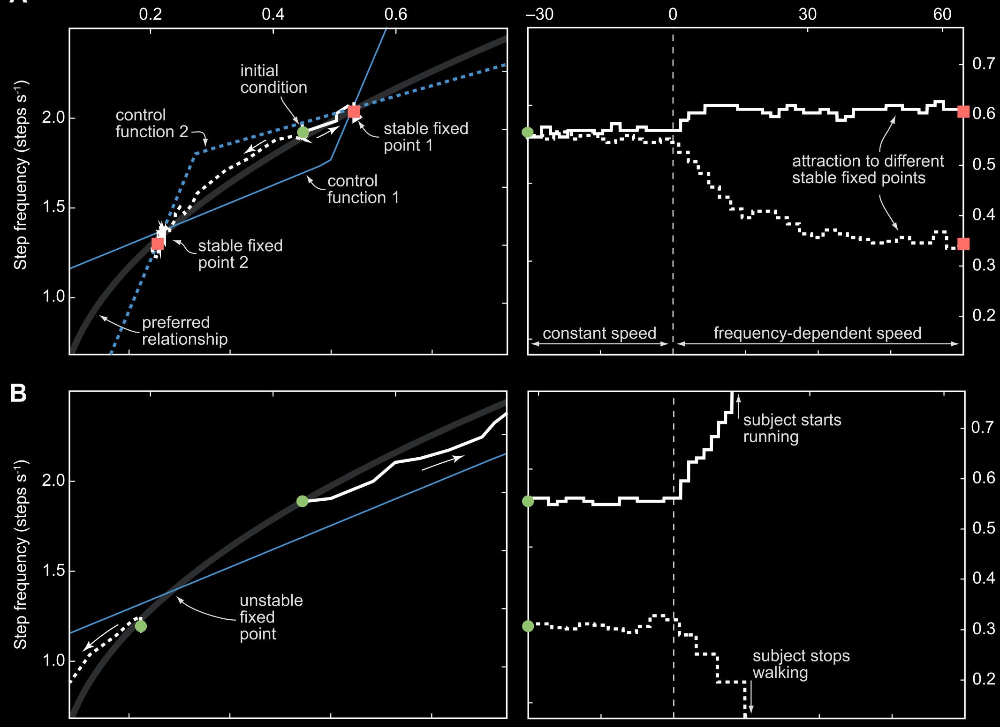 A
0.2 0.4 0.6
–30 0 30 60
Step frequency (steps s-1)
2.0
1.5
1.0
initial
condition
control
function 2
stable fixed
point 1
control
function 1
stable fixed
point 2
preferred
relationship
attraction to different
stable fixed points
constant speed
frequency-dependent speed
0.7
0.6
0.5
0.4
0.3
0.2
B
Step frequency (steps s-1)
2.0
1.5
1.0
unstable
fixed
point
subject starts
running
subject stops
walking
0.7
0.6
0.5
0.4
0.3
0.2